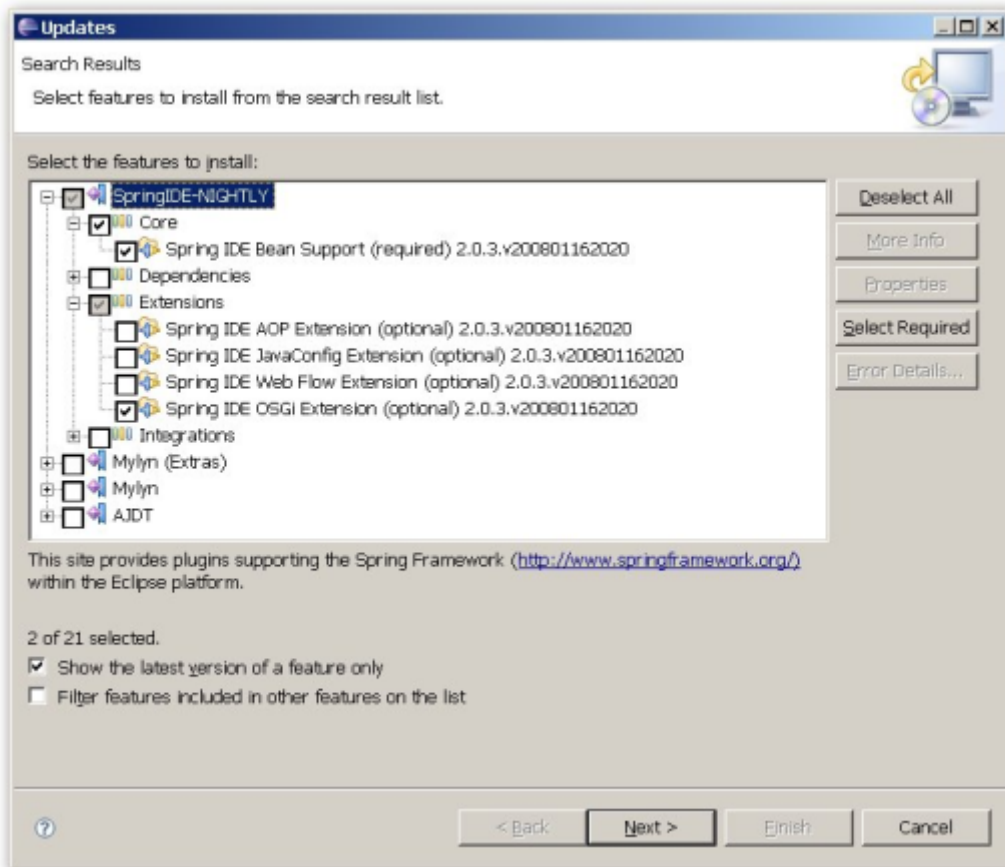 Updates
Search Results
Select features to install from the search result list.
Select the features to install:
SpringIDE-NIGHTLY
Core
Spring IDE Bean Support (required) 2.0.3.v200801162020
Dependencies
Extensions
Spring IDE AOP Extension (optional) 2.0.3.v200801162020
Spring IDE JavaConfig Extension (optional) 2.0.3.v200801162020
Spring IDE Web Flow Extension (optional) 2.0.3.v200801162020
Spring IDE OSGi Extension (optional) 2.0.3.v200801162020
Integrations
Mylyn (Extras)
Mylyn
AJDT
Deselect All
More Info
Properties
Select Required
Error Details...
This site provides plugins supporting the Spring Framework (http://www.springframework.org/)
within the Eclipse platform.
2 of 21 selected.
Show the latest version of a feature only
Filter features included in other features on the list
< Back
Next >
Finish
Cancel